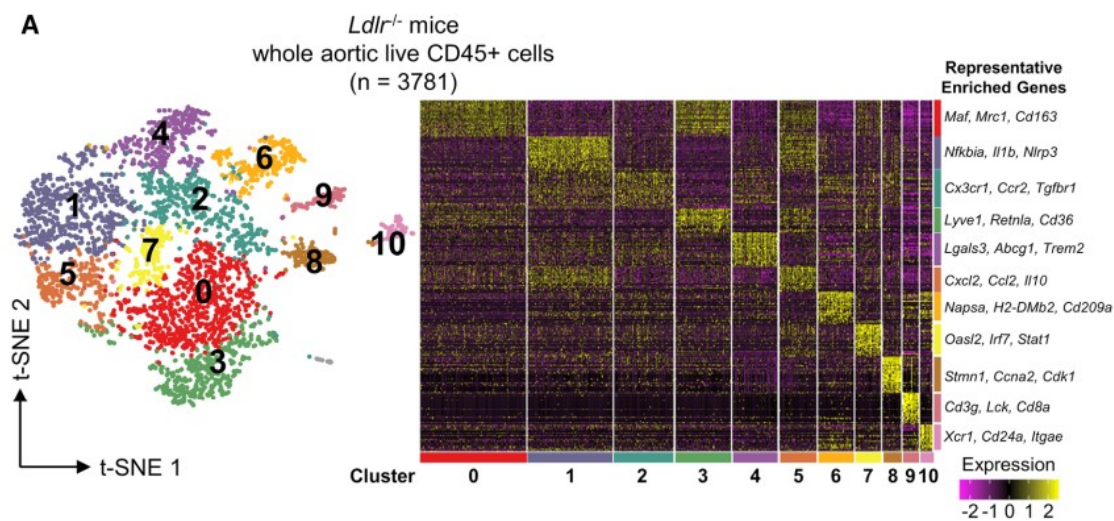 A
Ldlr-/- mice
whole aortic live CD45+ cells
(n = 3781)
Representative
Enriched Genes
4
6
1
2
9
7
10
5
0
8
3
t-SNE 2
t-SNE 1
Maf, Mrc1, Cd163
Nfkbia, Il1b, Nlrp3
Cx3cr1, Ccr2, Tgfbr1
Lyve1, Retnla, Cd36
Lgals3, Abcg1, Trem2
Cxcl2, Ccl2, Il10
Napsa, H2-DMb2, Cd209a
Oasl2, Irf7, Stat1
Stmn1, Ccna2, Cdk1
Cd3g, Lck, Cd8a
Xcr1, Cd24a, Itgae
Cluster 0 1 2 3 4 5 6 7 8 9 10
Expression
-2 -1 0 1 2